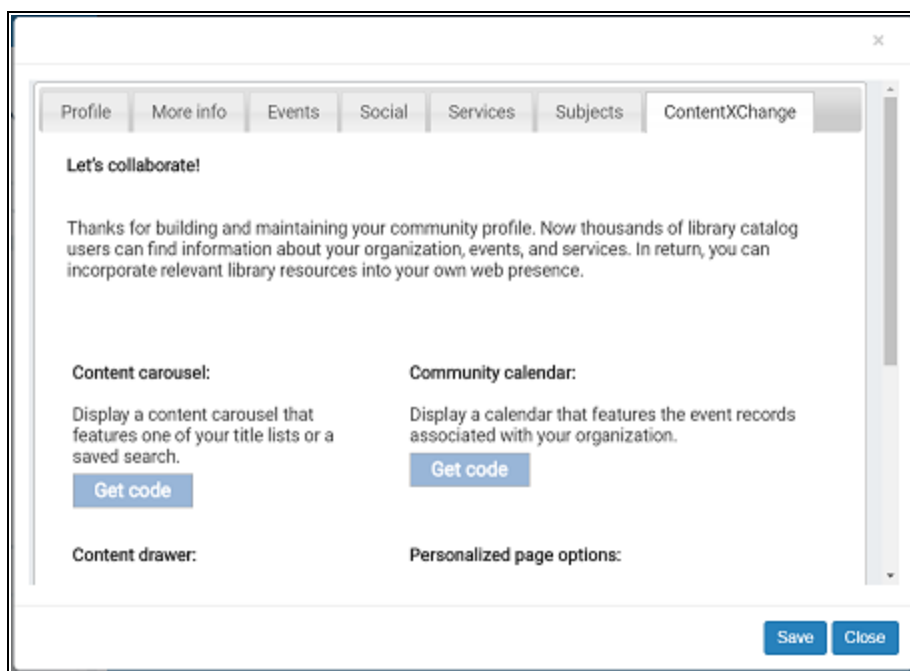 ×
Profile More info Events Social Services Subjects ContentXChange
Let's collaborate!
Thanks for building and maintaining your community profile. Now thousands of library catalog
users can find information about your organization, events, and services. In return, you can
incorporate relevant library resources into your own web presence.
Content carousel:
Display a content carousel that
features one of your title lists or a
saved search.
Get code
Community calendar:
Display a calendar that features the event records
associated with your organization.
Get code
Content drawer:
Personalized page options:
Save Close